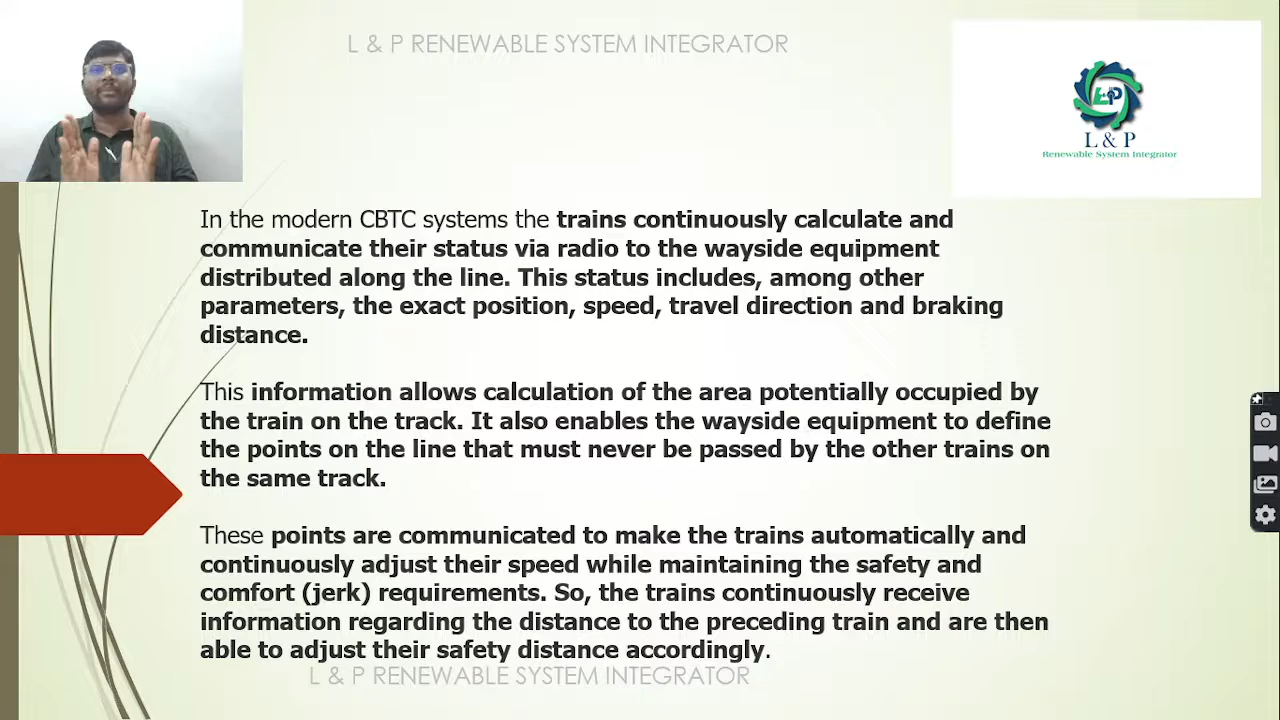 L & P RENEWABLE SYSTEM INTEGRATOR
L&P
L & P
Renewable System Integrator
In the modern CBTC systems the trains continuously calculate and
communicate their status via radio to the wayside equipment
distributed along the line. This status includes, among other
parameters, the exact position, speed, travel direction and braking
distance.
This information allows calculation of the area potentially occupied by
the train on the track. It also enables the wayside equipment to define
the points on the line that must never be passed by the other trains on
the same track.
These points are communicated to make the trains automatically and
continuously adjust their speed while maintaining the safety and
comfort (jerk) requirements. So, the trains continuously receive
information regarding the distance to the preceding train and are then
able to adjust their safety distance accordingly.
L & P RENEWABLE SYSTEM INTEGRATOR